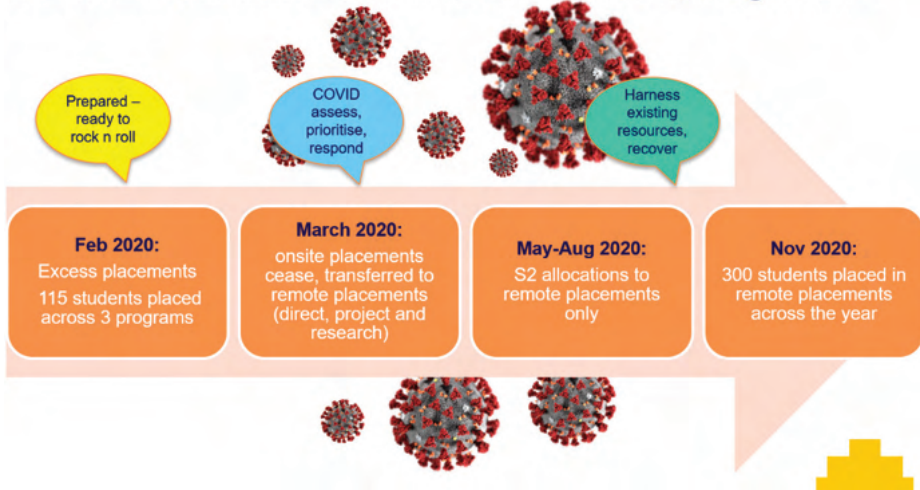 Prepared –
ready to
rock n roll
COVID
assess,
prioritise,
respond
Harness
existing
resources,
recover
Feb 2020:
Excess placements
115 students placed
across 3 programs
March 2020:
onsite placements
cease, transferred to
remote placements
(direct, project and
research)
May-Aug 2020:
S2 allocations to
remote placements
only
Nov 2020:
300 students placed in
remote placements
across the year